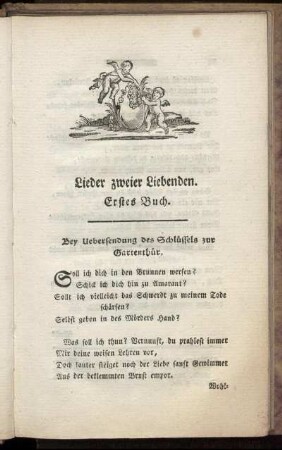 Lieder zweier Liebenden.
Erstes Buch.
Bey Uebersendung des Schlüssels zur
Gartenthür.
Soll ich dich in den Brunnen werfen?
Schick ich dich hin zu Amarant?
Sollt ich vielleicht das Schwerdt zu meinem Tode
schärfen?
Selbst geben in des Mörders Hand?
Was soll ich thun? Vernunft, du prahlest immer
Mir deine weisen Lehren vor,
Doch lauter steiget noch der Liebe sanft Gewimmer
Aus der beklemmten Brust empor.